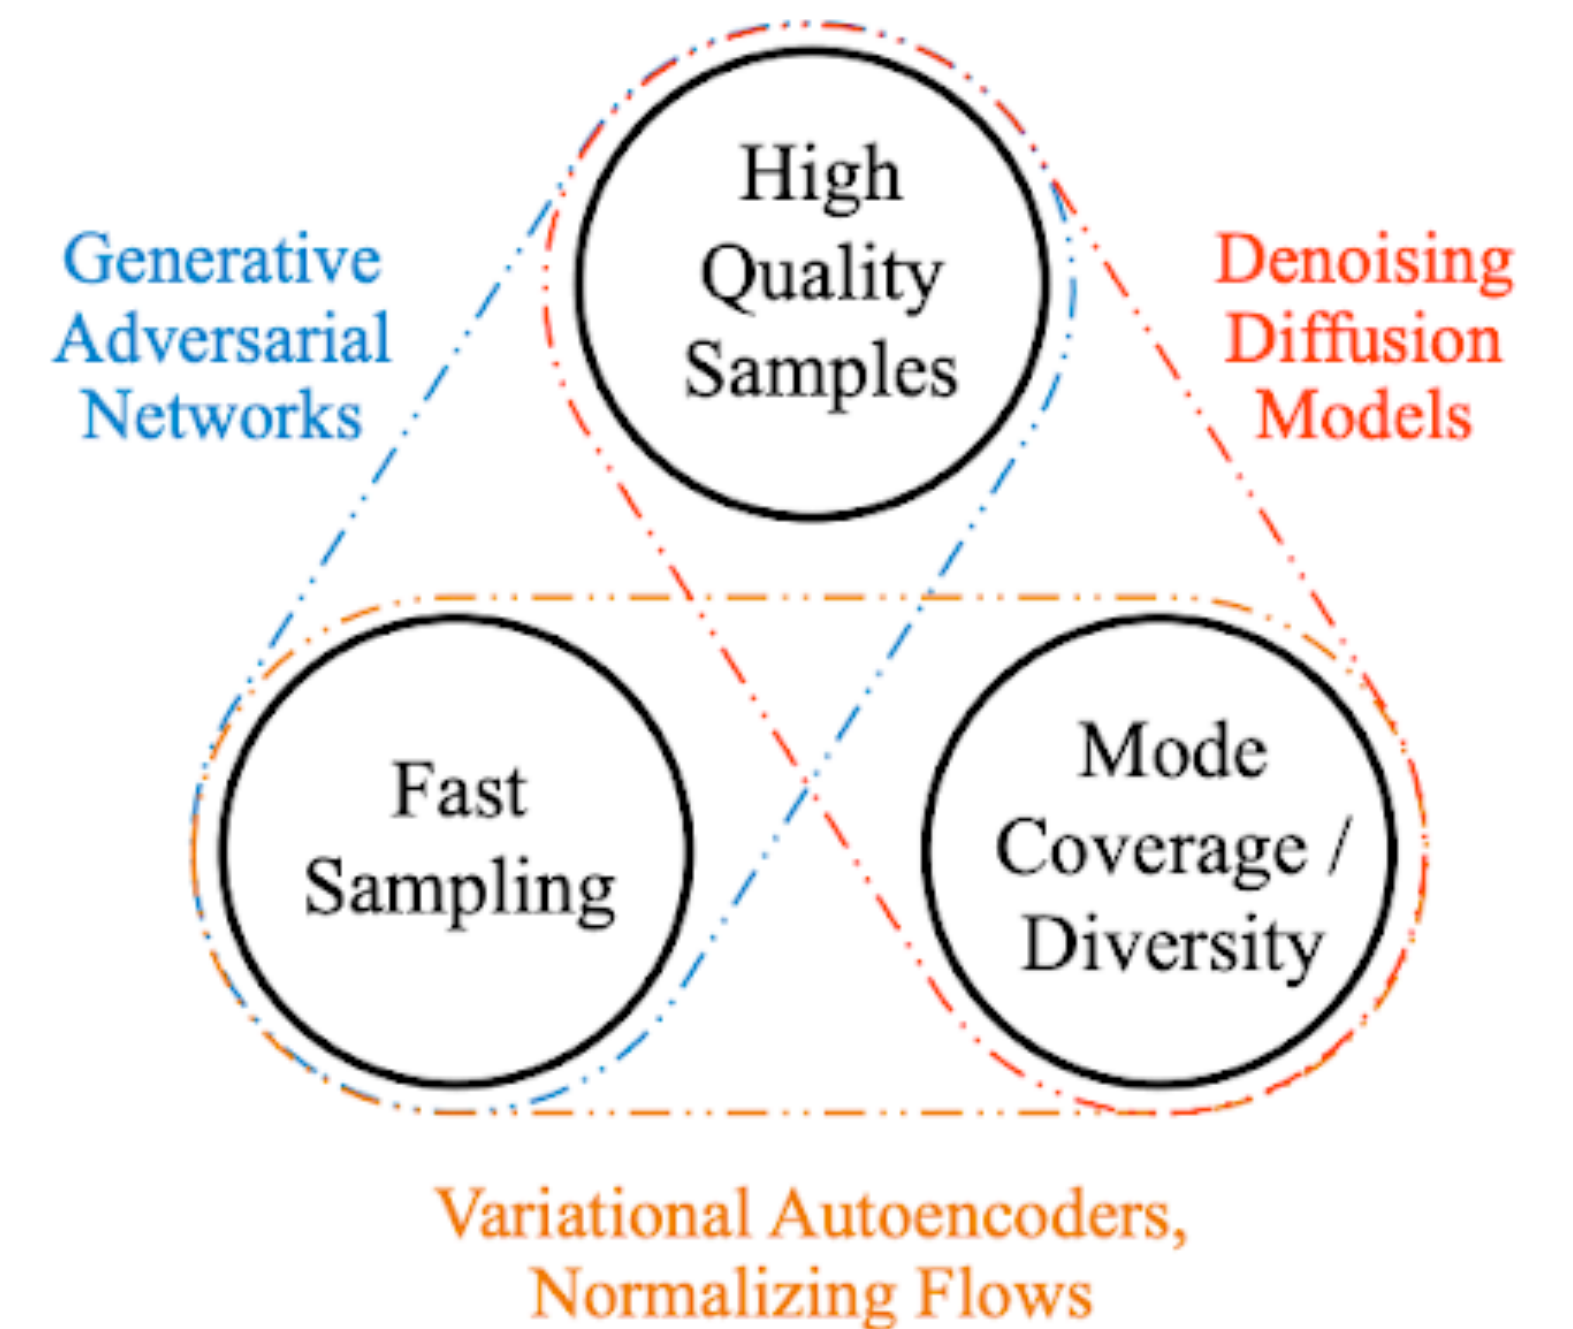 High
Quality
Samples
Generative
Adversarial
Networks
Denoising
Diffusion
Models
Fast
Sampling
Mode
Coverage /
Diversity
Variational Autoencoders,
Normalizing Flows